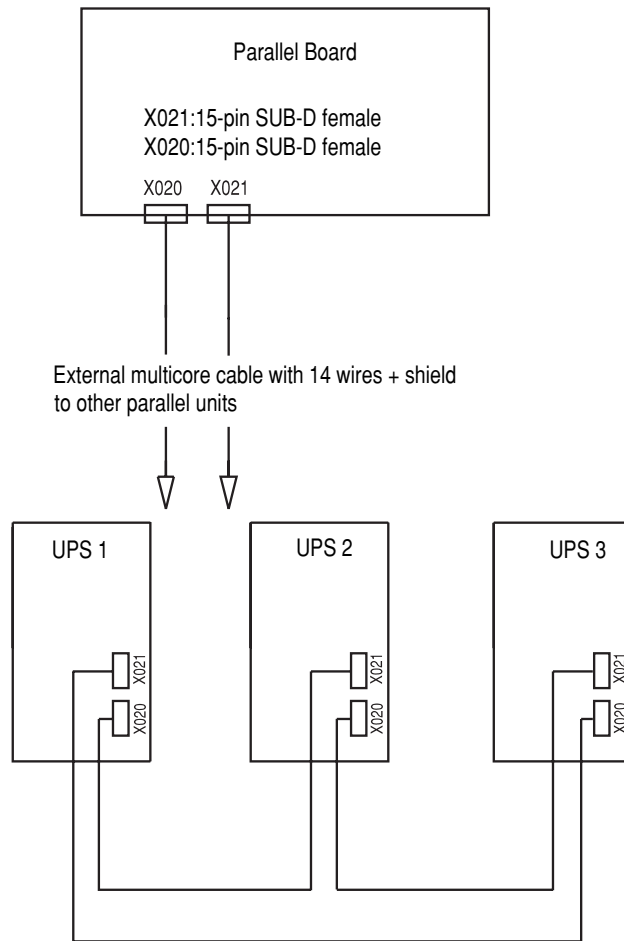 Parallel Board
X021:15-pin SUB-D female
X020:15-pin SUB-D female
X020 X021
External multicore cable with 14 wires + shield
to other parallel units
UPS 1 UPS 2 UPS 3
X021 X021 X021
X020 X020 X020